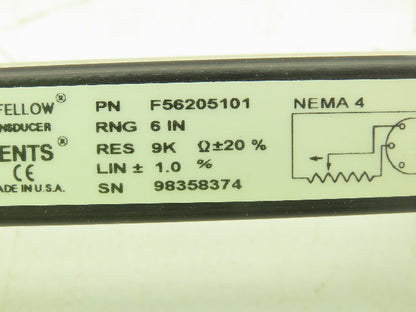 FELLOW®
NSDUCER
ENTS®
CE
MADE IN U.S.A.
PN F56205101
RNG 6 IN
RES 9K Ω±20 %
LIN ± 1.0 %
SN 98358374
NEMA 4